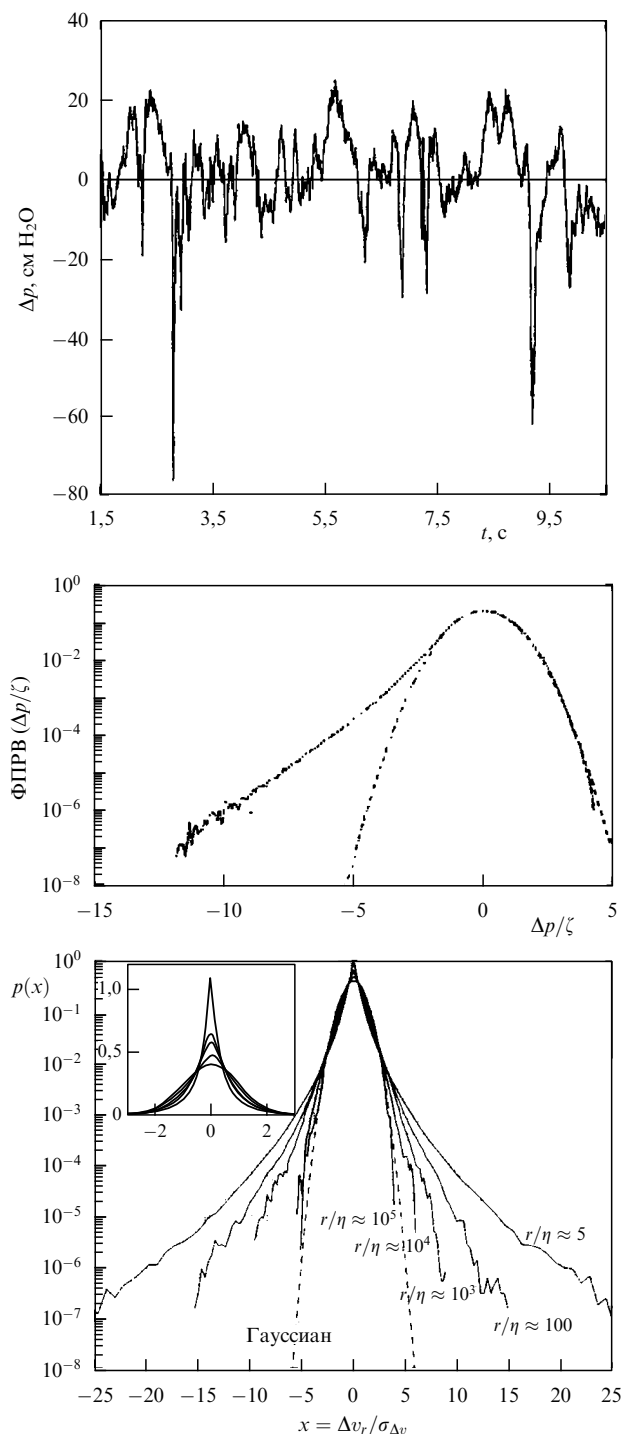 40
20
0
−20
−40
−60
−80
Δp, см H₂O
1,5 3,5 5,5 7,5 9,5
t, с
10⁰
10⁻²
10⁻⁴
10⁻⁶
10⁻⁸
ФПРВ (Δp/ζ)
−15 −10 −5 0 5
Δp/ζ
p(x)
10⁰
10⁻¹
10⁻²
10⁻³
10⁻⁴
10⁻⁵
10⁻⁶
10⁻⁷
10⁻⁸
1,0
0,5
0
−2 0 2
r/η ≈ 10⁵
r/η ≈ 10⁴
r/η ≈ 5
r/η ≈ 10³
r/η ≈ 100
Гауссиан
−25 −20 −15 −10 −5 0 5 10 15 20 25
x = Δvᵣ/σ_Δv